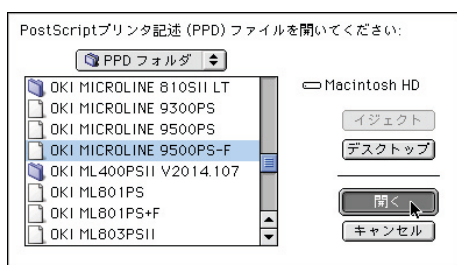 PostScriptプリンタ記述 (PPD) ファイルを開いてください:
PPD フォルダ
Macintosh HD
OKI MICROLINE 810SII LT
OKI MICROLINE 9300PS
OKI MICROLINE 9500PS
OKI MICROLINE 9500PS-F
OKI ML400PSII V2014.107
OKI ML801PS
OKI ML801PS+F
OKI ML803PSII
イジェクト
デスクトップ
開く
キャンセル